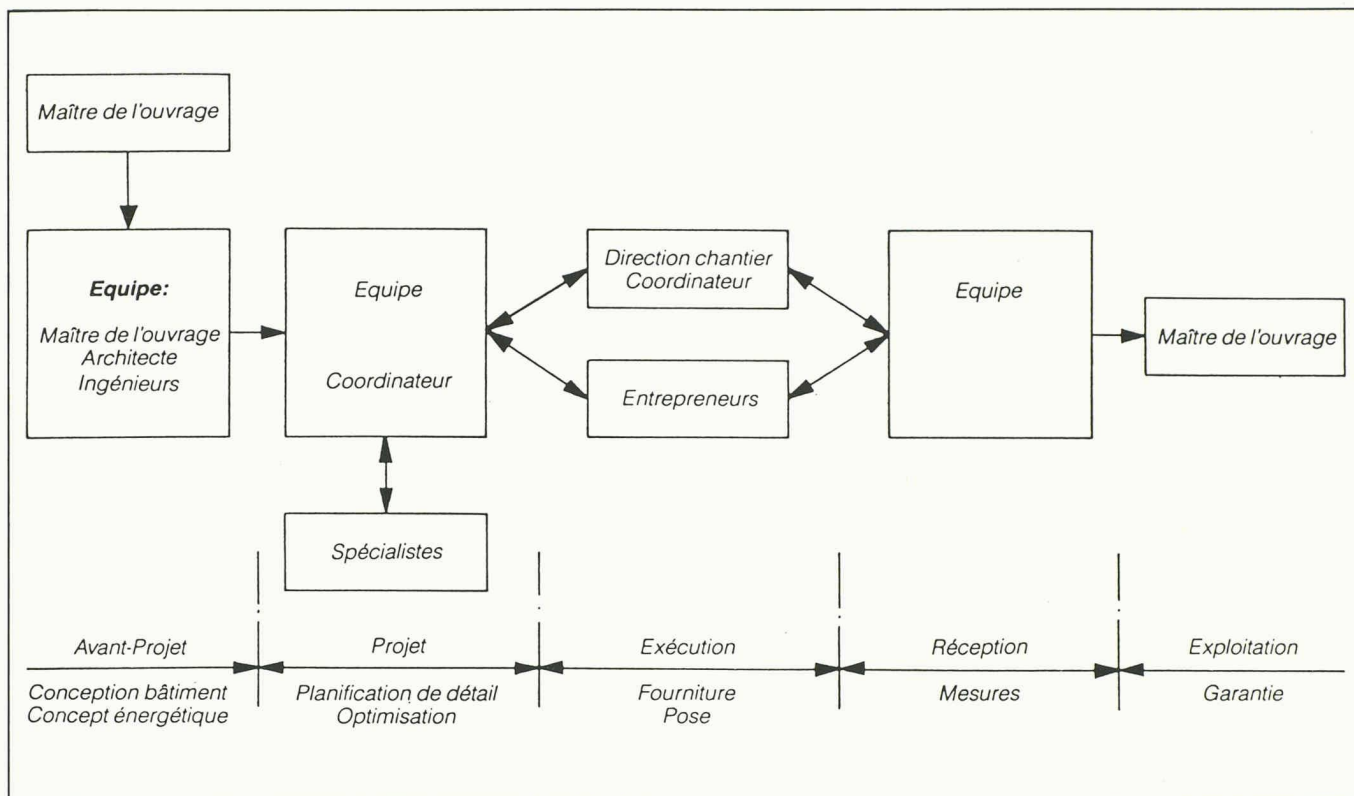 Maître de l'ouvrage
Equipe:
Maître de l'ouvrage
Architecte
Ingénieurs
Equipe
Coordinateur
Spécialistes
Direction chantier
Coordinateur
Entrepreneurs
Equipe
Maître de l'ouvrage
Avant-Projet
Conception bâtiment
Concept énergétique
Projet
Planification de détail
Optimisation
Exécution
Fourniture
Pose
Réception
Mesures
Exploitation
Garantie